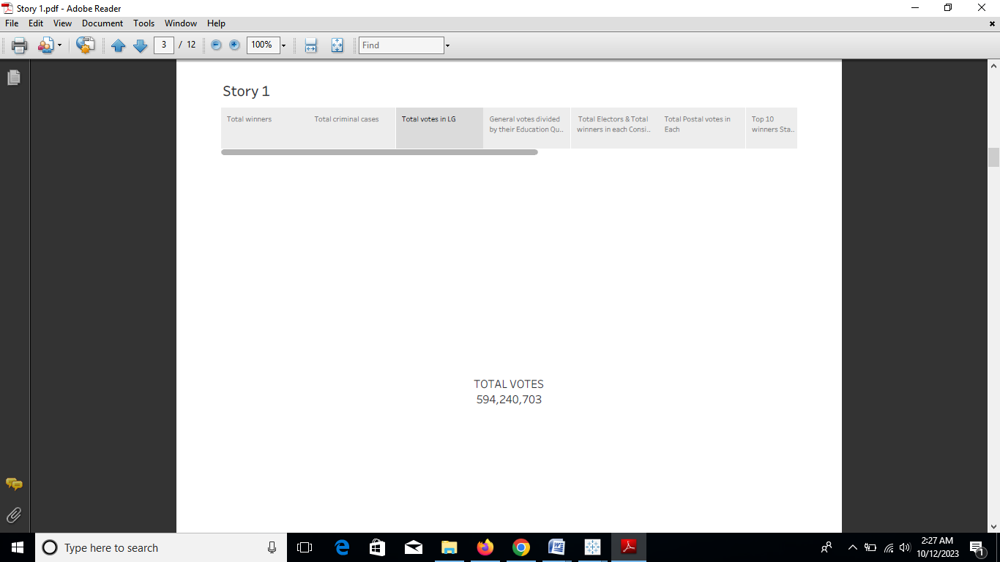 Story 1.pdf - Adobe Reader
File Edit View Document Tools Window Help
3 / 12 100% Find
Story 1
Total winners
Total criminal cases
Total votes in LG
General votes divided
by their Education Qu..
Total Electors & Total
winners in each Consi..
Total Postal votes in
Each
Top 10
winners Sta..
TOTAL VOTES
594,240,703
Type here to search
2:27 AM
10/12/2023
1